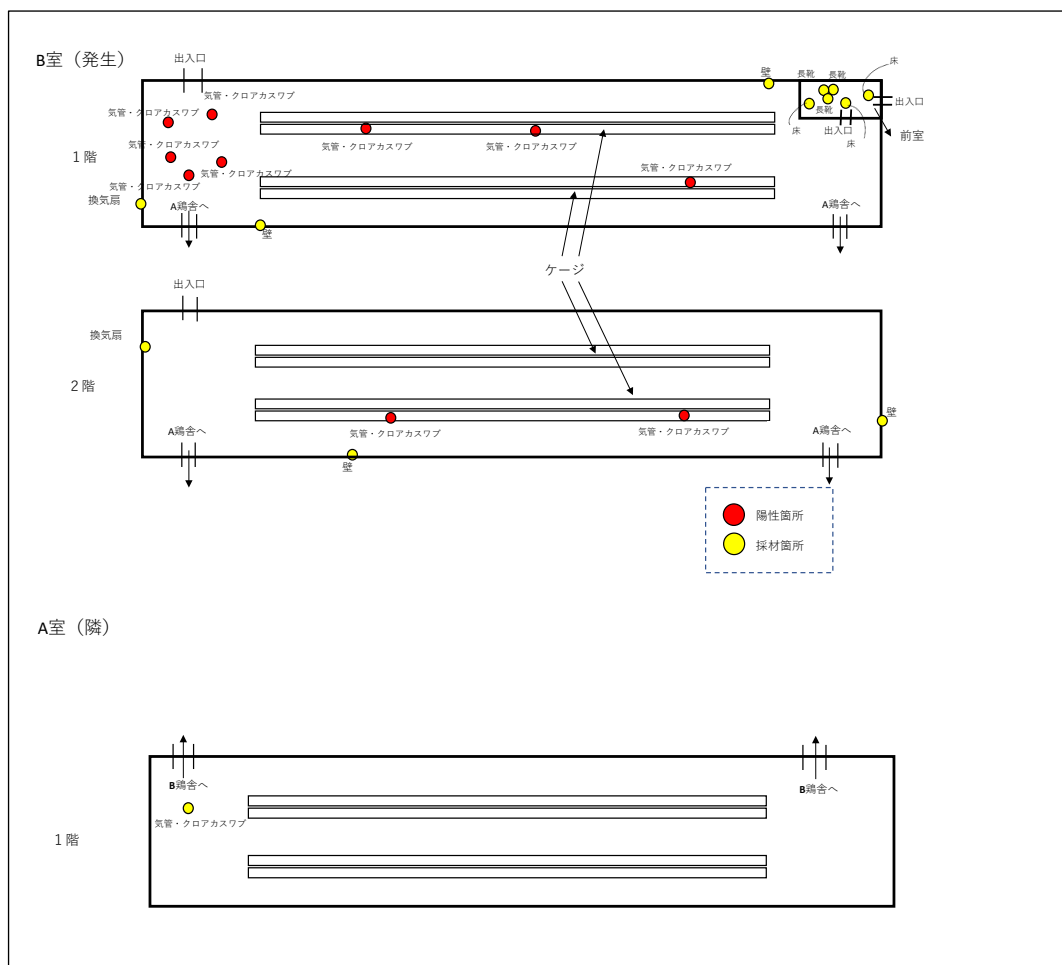 B室（発生）
出入口
壁
長靴
長靴
床
気管・クロアカスワブ
気管・クロアカスワブ
長靴
出入口
床
出入口
床
前室
気管・クロアカスワブ
気管・クロアカスワブ
気管・クロアカスワブ
1階
気管・クロアカスワブ
気管・クロアカスワブ
気管・クロアカスワブ
換気扇
A鶏舎へ
壁
A鶏舎へ
ケージ
出入口
換気扇
2階
壁
気管・クロアカスワブ
気管・クロアカスワブ
A鶏舎へ
A鶏舎へ
壁
陽性箇所
採材箇所
A室（隣）
B鶏舎へ
B鶏舎へ
気管・クロアカスワブ
1階